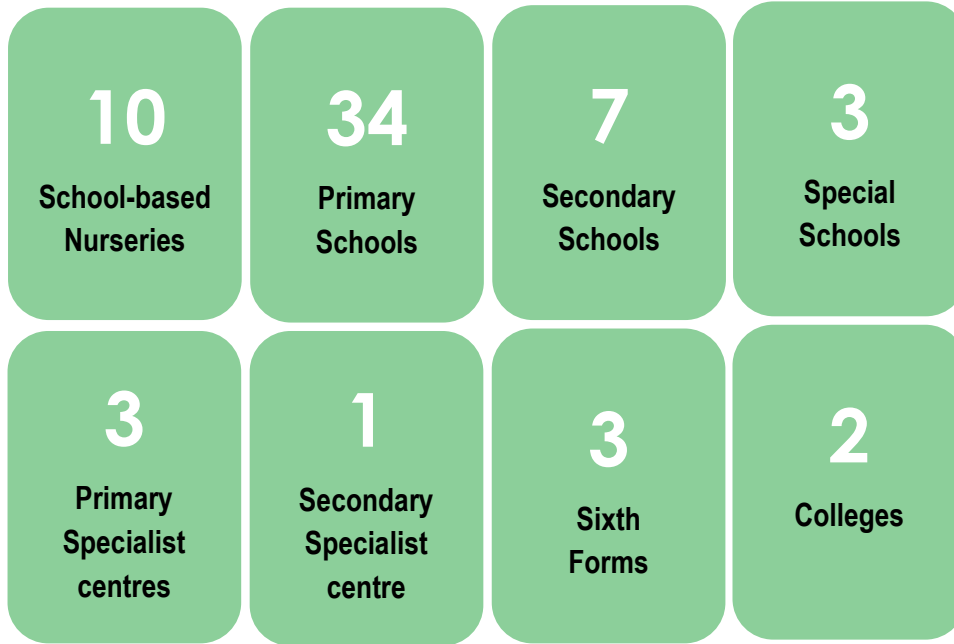 10
School-based
Nurseries
34
Primary
Schools
7
Secondary
Schools
3
Special
Schools
3
Primary
Specialist
centres
1
Secondary
Specialist
centre
3
Sixth
Forms
2
Colleges